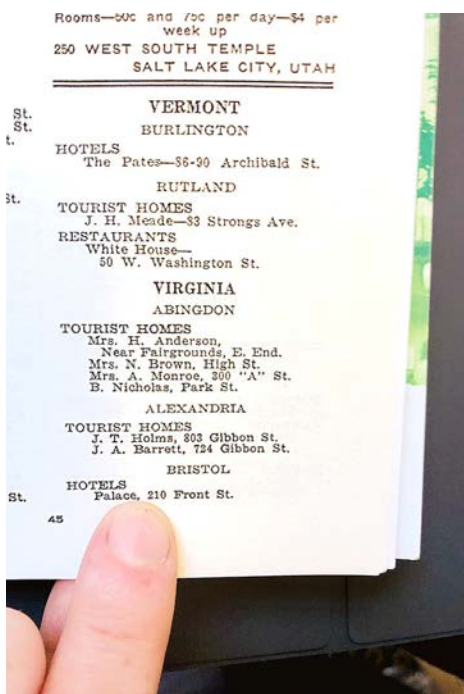 Rooms—50c and 75c per day—$4 per
week up
250 WEST SOUTH TEMPLE
SALT LAKE CITY, UTAH
St.
St.
t.
St.
St.
VERMONT
BURLINGTON
HOTELS
The Pates—86-90 Archibald St.
RUTLAND
TOURIST HOMES
J. H. Meade—83 Strongs Ave.
RESTAURANTS
White House—
50 W. Washington St.
VIRGINIA
ABINGDON
TOURIST HOMES
Mrs. H. Anderson,
Near Fairgrounds, E. End.
Mrs. N. Brown, High St.
Mrs. A. Monroe, 300 "A" St.
B. Nicholas, Park St.
ALEXANDRIA
TOURIST HOMES
J. T. Holms, 803 Gibbon St.
J. A. Barrett, 724 Gibbon St.
BRISTOL
HOTELS
Palace, 210 Front St.
45